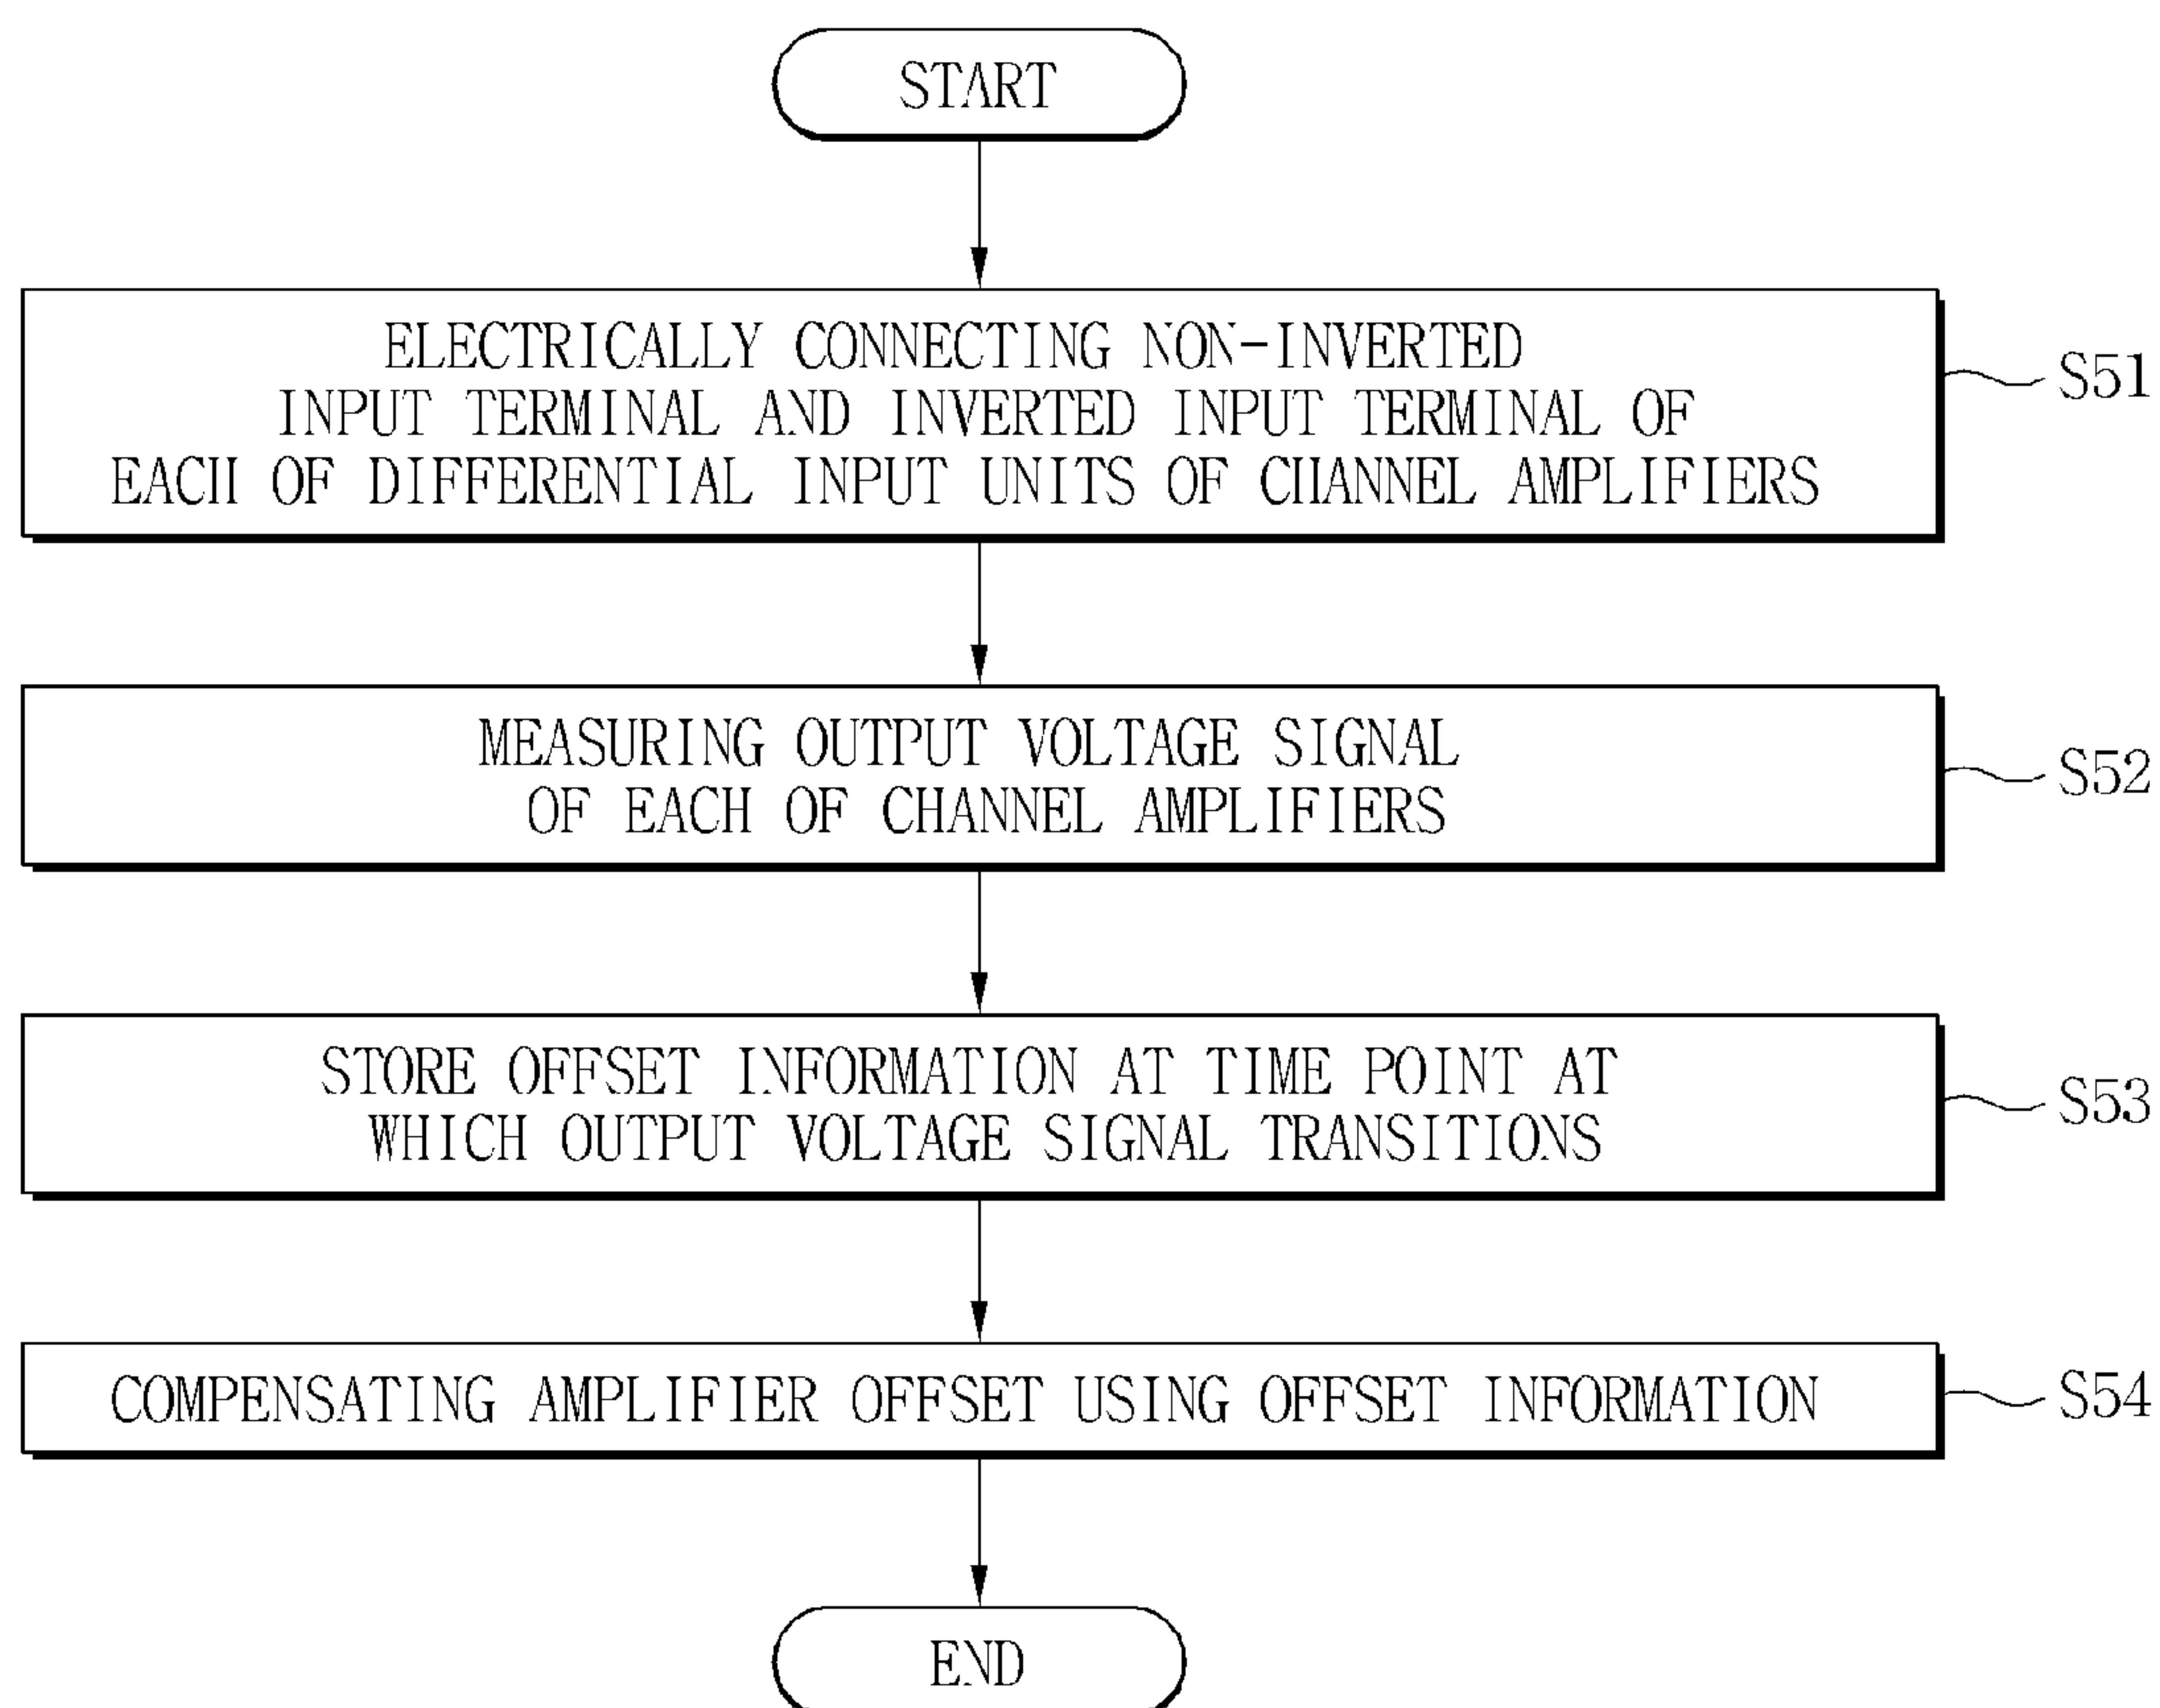 START
ELECTRICALLY CONNECTING NON-INVERTED
INPUT TERMINAL AND INVERTED INPUT TERMINAL OF
EACH OF DIFFERENTIAL INPUT UNITS OF CHANNEL AMPLIFIERS
S51
MEASURING OUTPUT VOLTAGE SIGNAL
OF EACH OF CHANNEL AMPLIFIERS
S52
STORE OFFSET INFORMATION AT TIME POINT AT
WHICH OUTPUT VOLTAGE SIGNAL TRANSITIONS
S53
COMPENSATING AMPLIFIER OFFSET USING OFFSET INFORMATION
S54
END